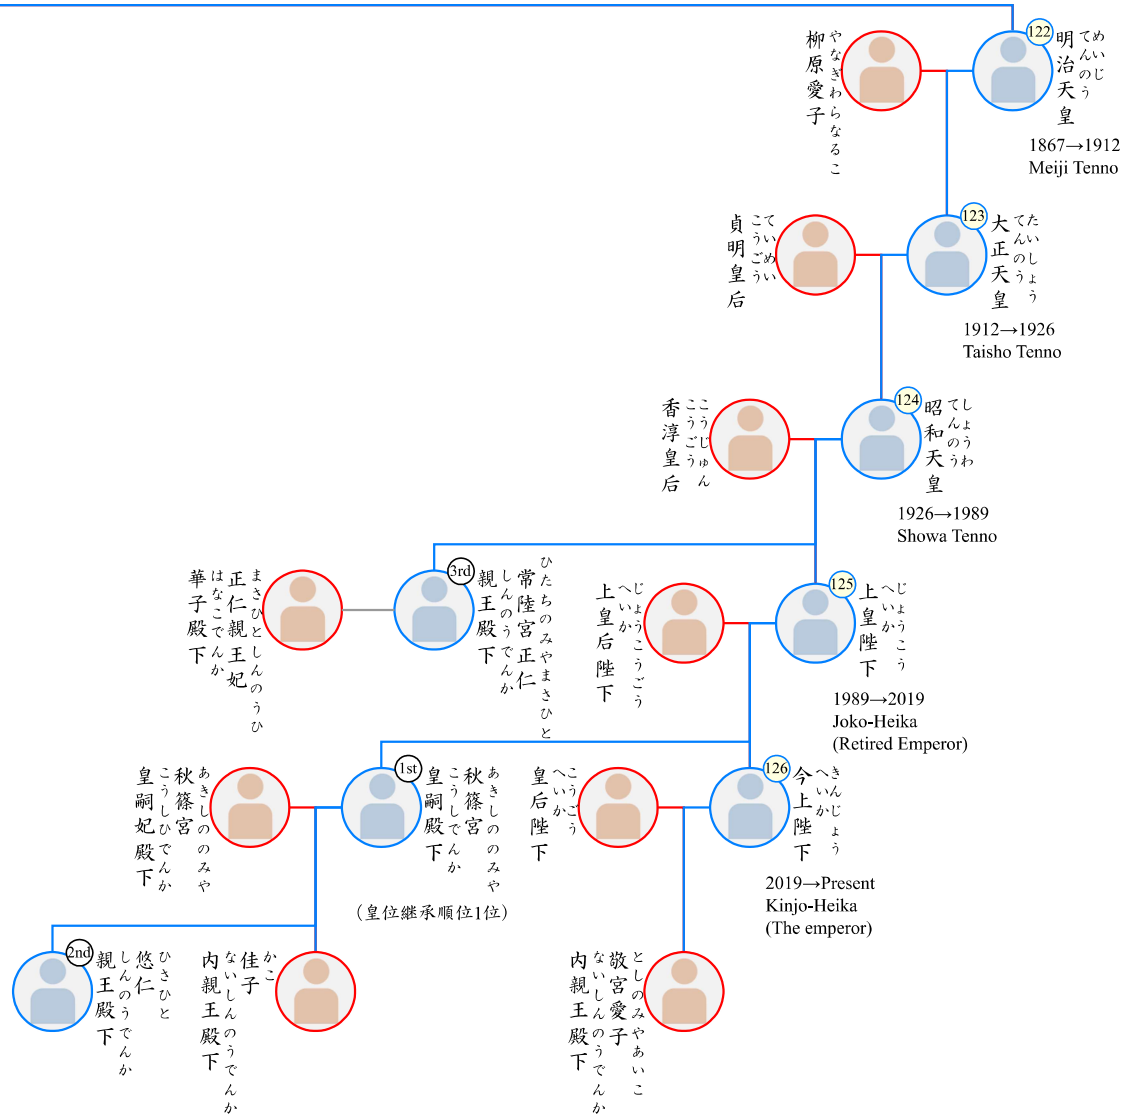 122
明治天皇
めいじ
てんのう
1867→1912
Meiji Tenno
柳原愛子
やなぎわらなるこ
123
大正天皇
たいしょう
てんのう
1912→1926
Taisho Tenno
貞明皇后
ていめい
こうごう
124
昭和天皇
しょうわ
てんのう
1926→1989
Showa Tenno
香淳皇后
こうじゅん
こうごう
125
上皇陛下
じょうこう
へいか
1989→2019
Joko-Heika
(Retired Emperor)
上皇后陛下
じょうこうごう
へいか
3rd
常陸宮正仁
親王殿下
ひたちのみやまさひと
しんのうでんか
正仁親王妃
華子殿下
まさひとしんのうひ
はなこでんか
126
今上陛下
きんじょう
へいか
2019→Present
Kinjo-Heika
(The emperor)
皇后陛下
こうごう
へいか
1st
秋篠宮
皇嗣殿下
あきしののみや
こうしでんか
(皇位継承順位1位)
秋篠宮
皇嗣妃殿下
あきしののみや
こうしひでんか
敬宮愛子
内親王殿下
としのみやあいこ
ないしんのうでんか
佳子
内親王殿下
かこ
ないしんのうでんか
2nd
悠仁
親王殿下
ひさひと
しんのうでんか